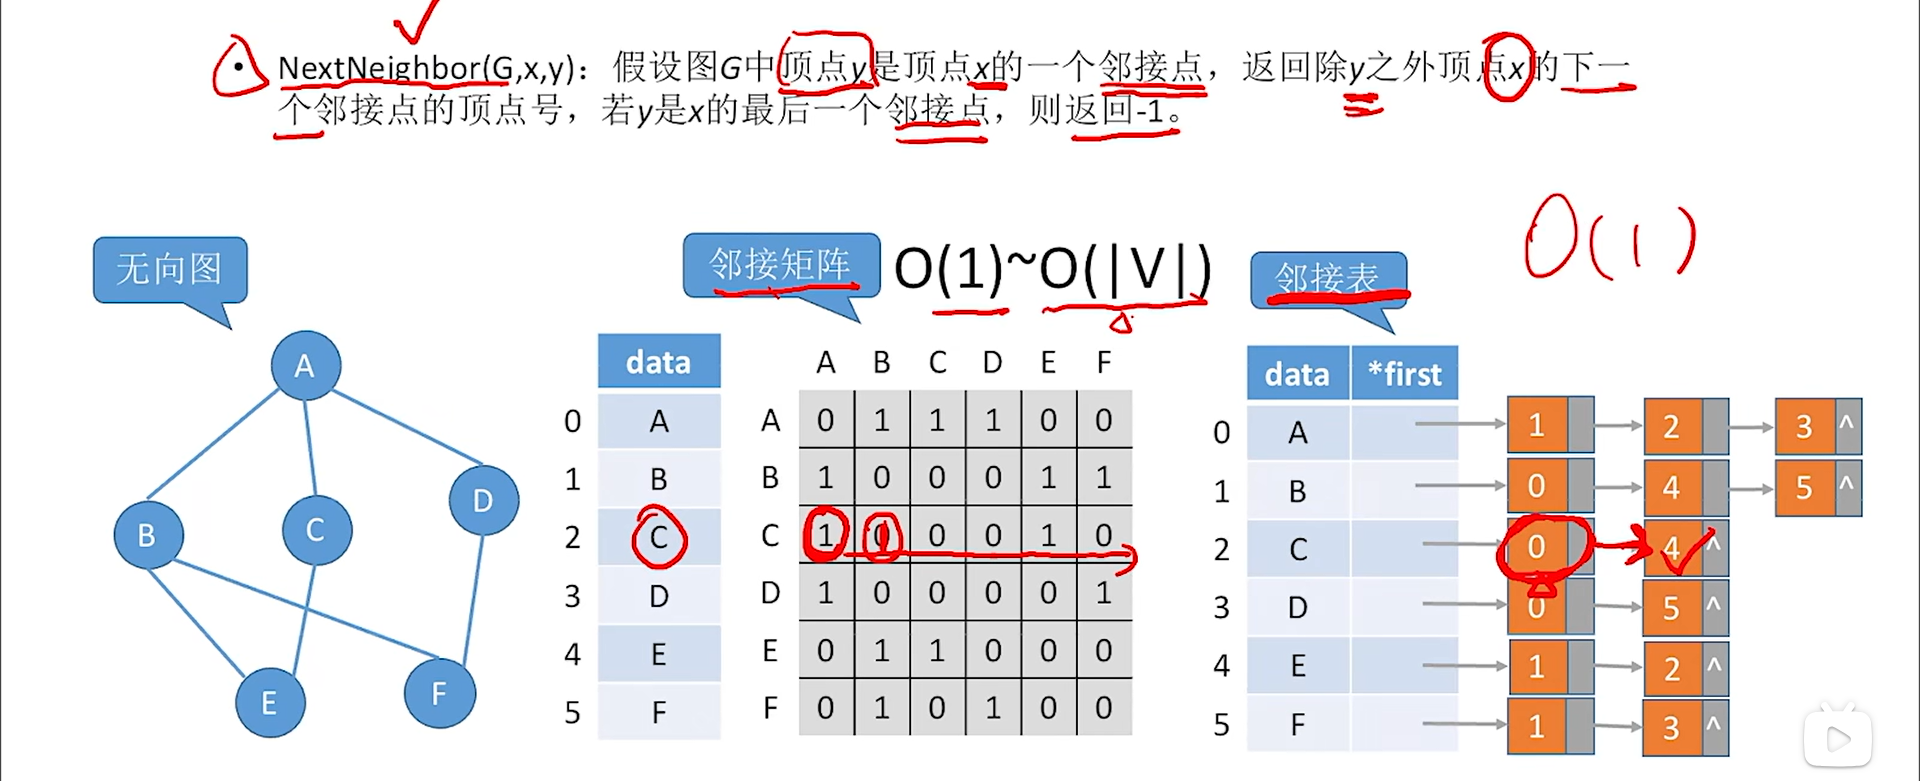 • NextNeighbor(G,x,y)：假设图G中顶点y是顶点x的一个邻接点，返回除y之外顶点x的下一
个邻接点的顶点号，若y是x的最后一个邻接点，则返回-1。
无向图
邻接矩阵
O(1)~O(|V|)
邻接表
O(1)
A
B
C
D
E
F
data
0 A
1 B
2 C
3 D
4 E
5 F
A B C D E F
A 0 1 1 1 0 0
B 1 0 0 0 1 1
C 1 0 0 0 1 0
D 1 0 0 0 0 1
E 0 1 1 0 0 0
F 0 1 0 1 0 0
data *first
0 A 1 2 3 ^
1 B 0 4 5 ^
2 C 0 4 ^
3 D 0 5 ^
4 E 1 2 ^
5 F 1 3 ^